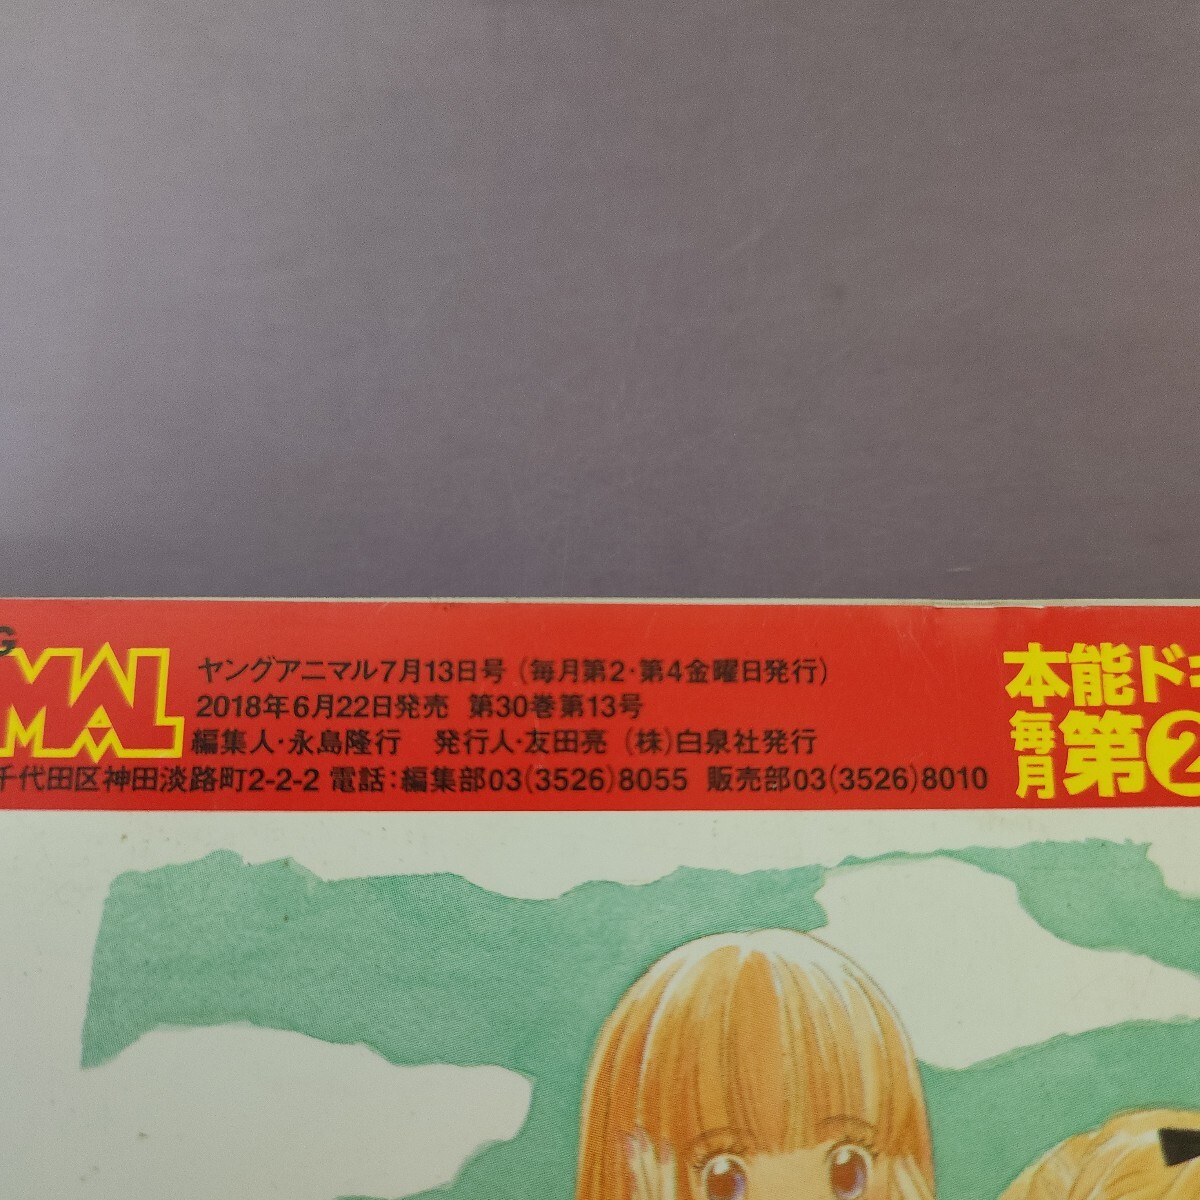 G
MAL
ヤングアニマル7月13日号 (毎月第2・第4金曜日発行)
2018年6月22日発売 第30巻第13号
編集人・永島隆行 発行人・友田亮 (株)白泉社発行
千代田区神田淡路町2-2-2 電話:編集部03(3526)8055 販売部03(3526)8010
本能ドキ
毎月第2